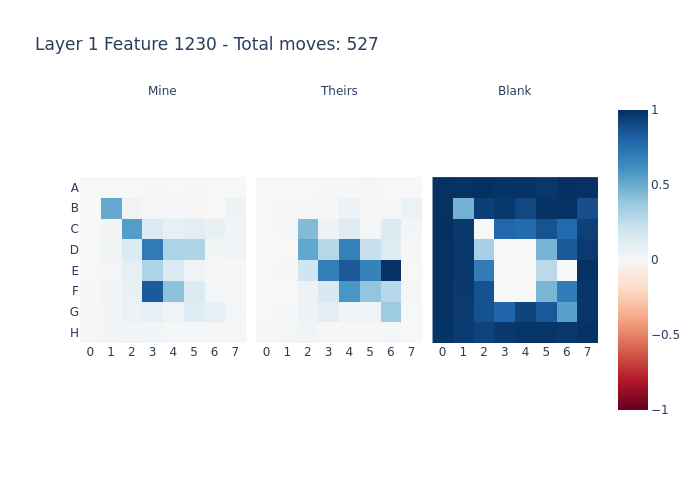 Layer 1 Feature 1230 - Total moves: 527
Mine Theirs Blank
A
B
C
D
E
F
G
H
0 1 2 3 4 5 6 7 0 1 2 3 4 5 6 7 0 1 2 3 4 5 6 7
1
0.5
0
−0.5
−1